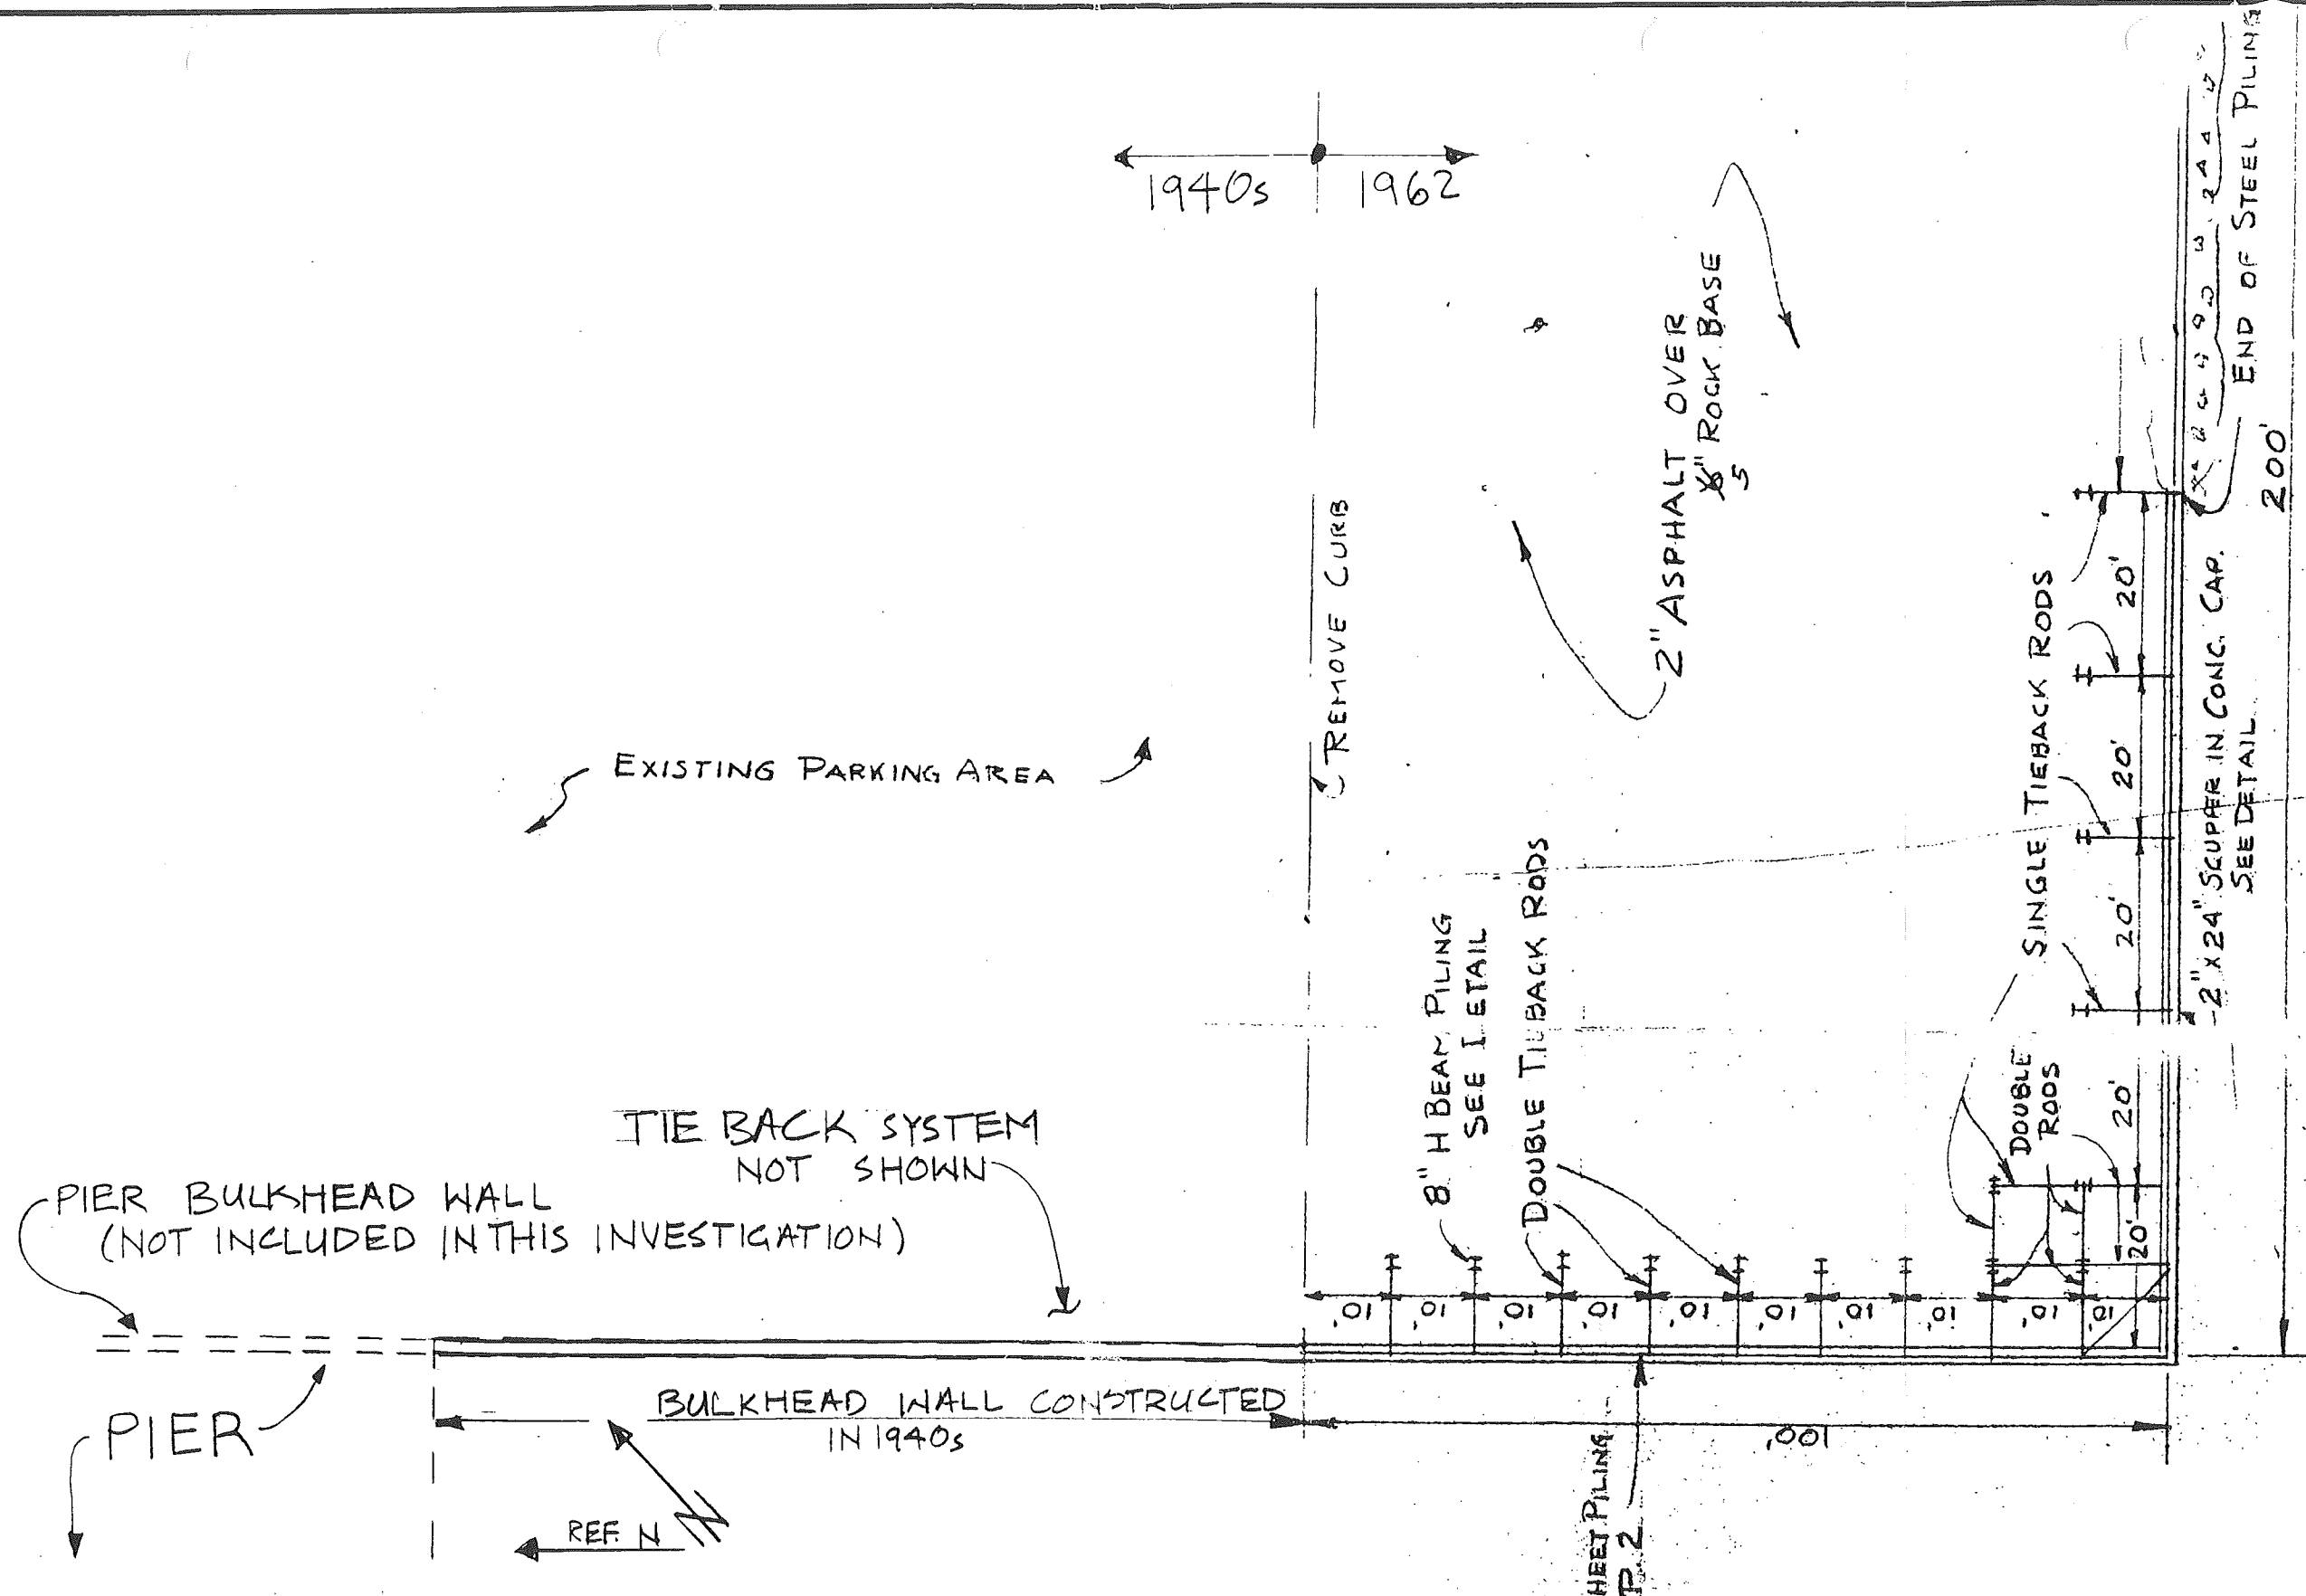 1940s
1962
2" ASPHALT OVER
6" ROCK BASE
5
END OF STEEL PILING
200'
REMOVE CURB
EXISTING PARKING AREA
SINGLE TIEBACK RODS
20'
20'
20'
2" x 24" SCUPPER IN CONC. CAP.
SEE DETAIL
8" H BEAM PILING
SEE DETAIL
DOUBLE TIEBACK RODS
DOUBLE
RODS
20'
20'
TIE BACK SYSTEM
NOT SHOWN
PIER BULKHEAD WALL
(NOT INCLUDED IN THIS INVESTIGATION)
10'
10'
10'
10'
10'
10'
10'
10'
10'
10'
PIER
BULKHEAD WALL CONSTRUCTED
IN 1940s
100'
REF. N
N
HEET PILING
P. 2